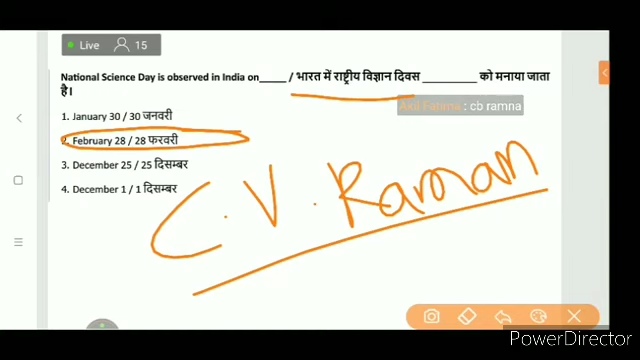 Live 15
National Science Day is observed in India on_____ / भारत में राष्ट्रीय विज्ञान दिवस _________ को मनाया जाता
है।
Alol Fatima : cb ramna
1. January 30 / 30 जनवरी
2. February 28 / 28 फरवरी
3. December 25 / 25 दिसम्बर
4. December 1 / 1 दिसम्बर
C.V. Raman
PowerDirector